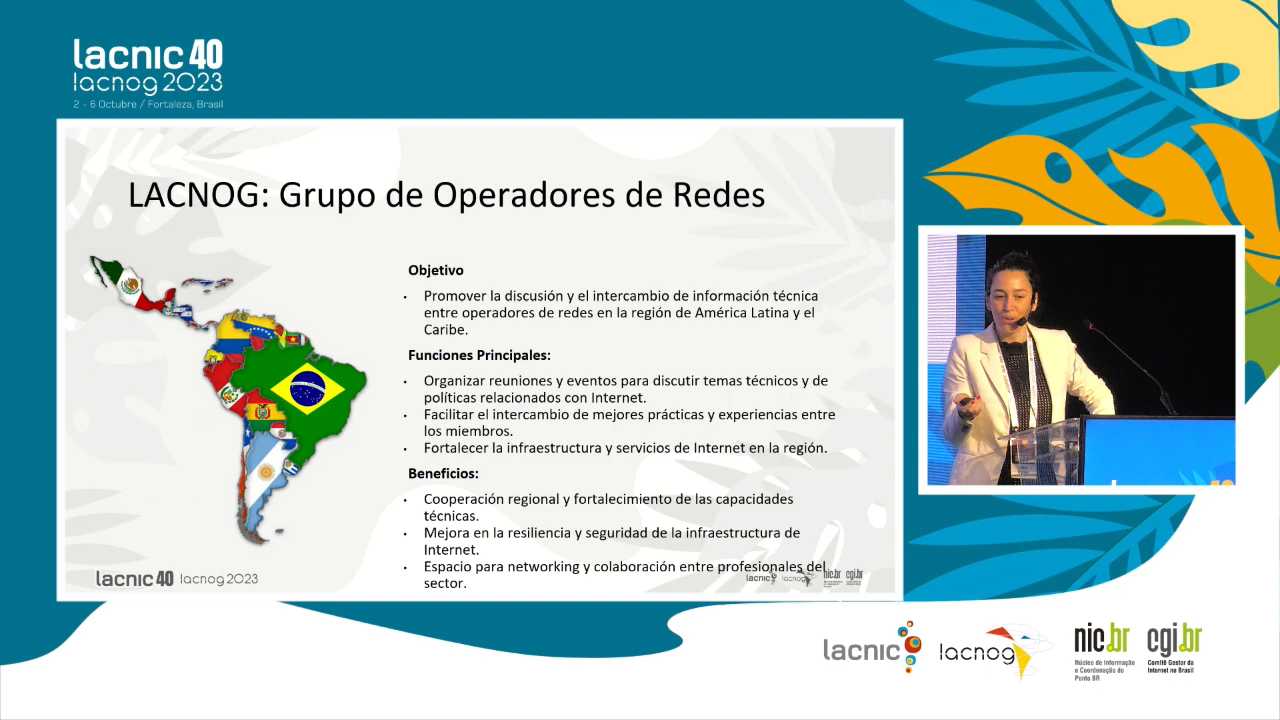 lacnic 40
lacnog 2023
2 - 6 Octubre / Fortaleza, Brasil
LACNOG: Grupo de Operadores de Redes
Objetivo
• Promover la discusión y el intercambio de información técnica
entre operadores de redes en la región de América Latina y el
Caribe.
Funciones Principales:
• Organizar reuniones y eventos para discutir temas técnicos y de
políticas relacionados con Internet.
• Facilitar el intercambio de mejores prácticas y experiencias entre
los miembros.
• Fortalecer la infraestructura y servicios de Internet en la región.
Beneficios:
• Cooperación regional y fortalecimiento de las capacidades
técnicas.
• Mejora en la resiliencia y seguridad de la infraestructura de
Internet.
• Espacio para networking y colaboración entre profesionales del
sector.
lacnic 40 lacnog 2023
lacnic lacnog nic.br cgi.br
lacnic
lacnog
nic.br
Núcleo de Informação
e Coordenação do
Ponto BR
cgi.br
Comitê Gestor da
Internet no Brasil